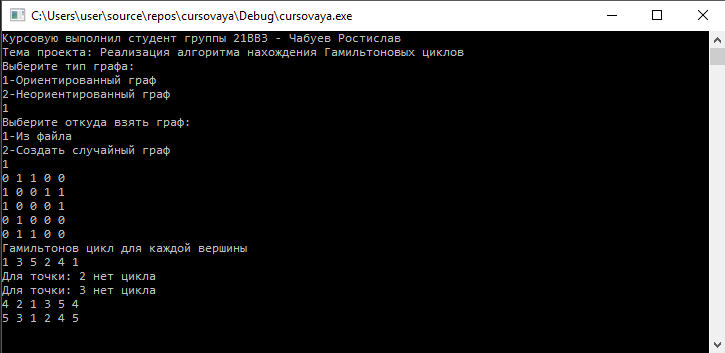 C:\Users\user\source\repos\cursovaya\Debug\cursovaya.exe
Курсовую выполнил студент группы 21ВВ3 - Чабуев Ростислав
Тема проекта: Реализация алгоритма нахождения Гамильтоновых циклов
Выберите тип графа:
1-Ориентированный граф
2-Неориентированный граф
1
Выберите откуда взять граф:
1-Из файла
2-Создать случайный граф
1
0 1 1 0 0
1 0 0 1 1
1 0 0 0 1
0 1 0 0 0
0 1 1 0 0
Гамильтонов цикл для каждой вершины
1 3 5 2 4 1
Для точки: 2 нет цикла
Для точки: 3 нет цикла
4 2 1 3 5 4
5 3 1 2 4 5